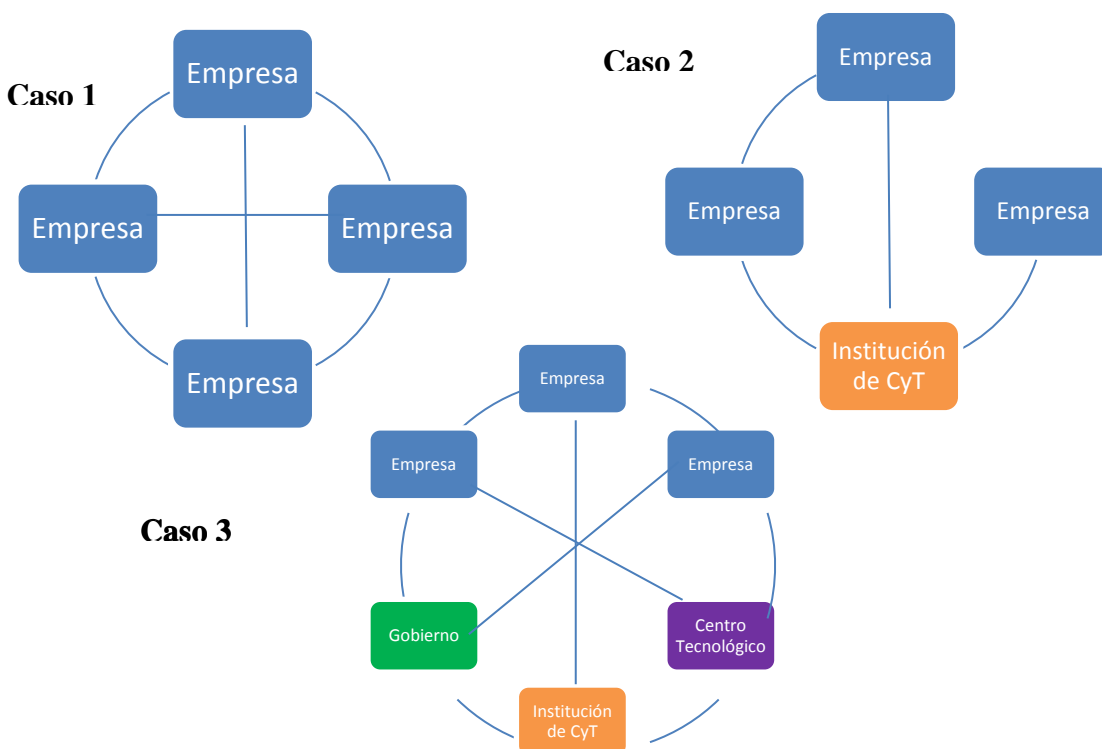 Caso 1
Empresa
Empresa
Empresa
Empresa
Caso 2
Empresa
Empresa
Empresa
Institución
de CyT
Caso 3
Empresa
Empresa
Empresa
Gobierno
Centro
Tecnológico
Institución
de CyT